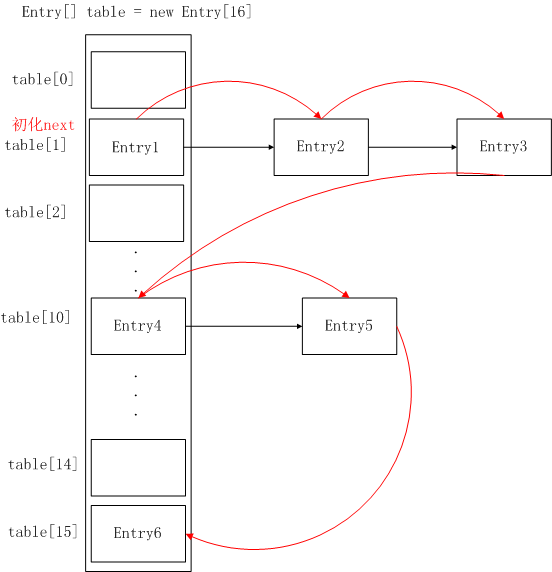 Entry[] table = new Entry[16]
table[0]
初化next
table[1]
Entry1
Entry2
Entry3
table[2]
table[10]
Entry4
Entry5
table[14]
table[15]
Entry6